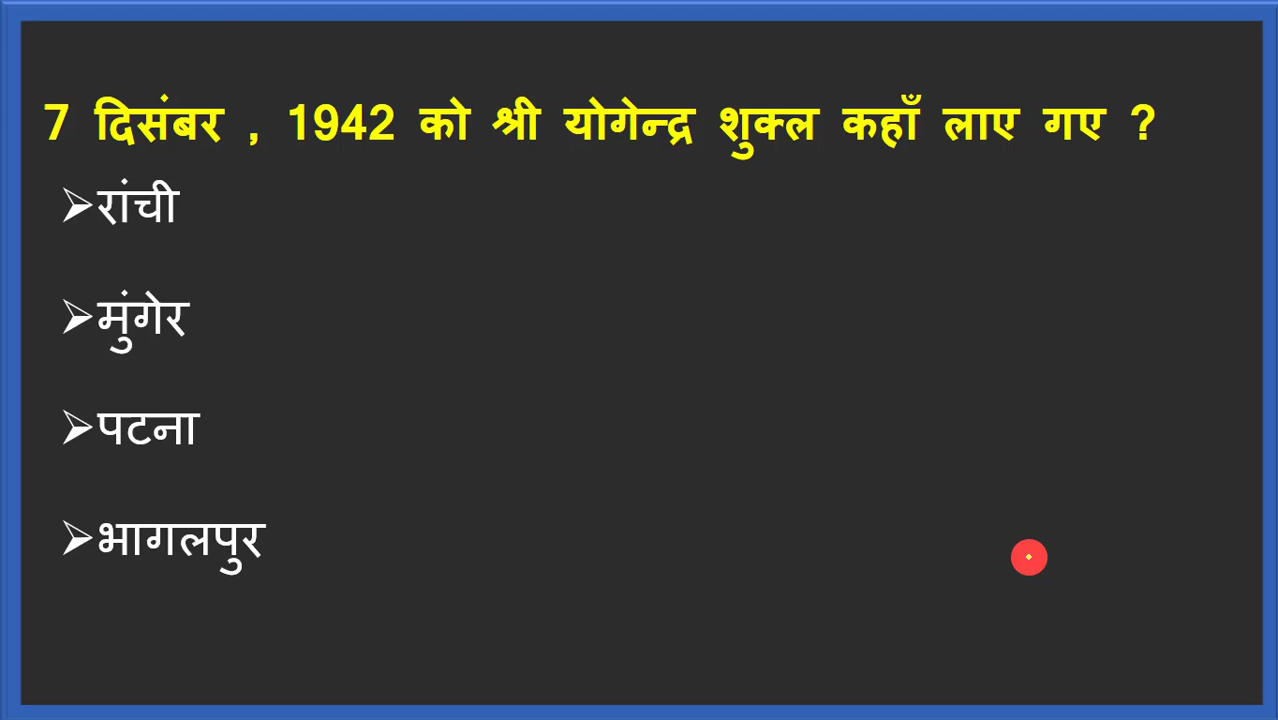 7 दिसंबर , 1942 को श्री योगेन्द्र शुक्ल कहाँ लाए गए ?
➢रांची
➢मुंगेर
➢पटना
➢भागलपुर